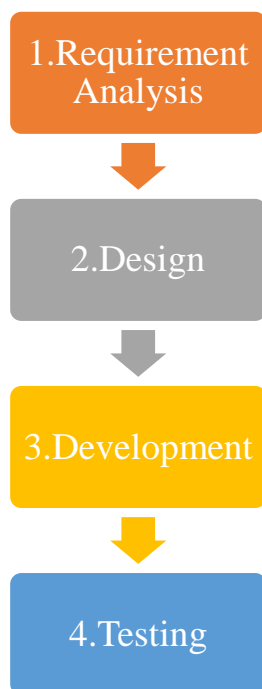 1.Requirement
Analysis
2.Design
3.Development
4.Testing